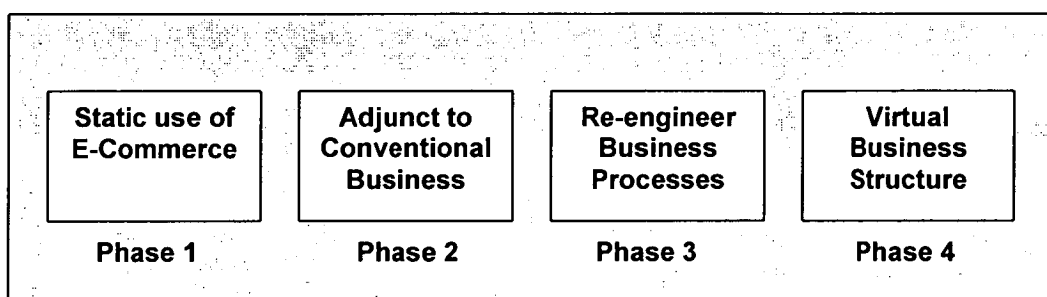 Static use of
E-Commerce
Adjunct to
Conventional
Business
Re-engineer
Business
Processes
Virtual
Business
Structure
Phase 1
Phase 2
Phase 3
Phase 4